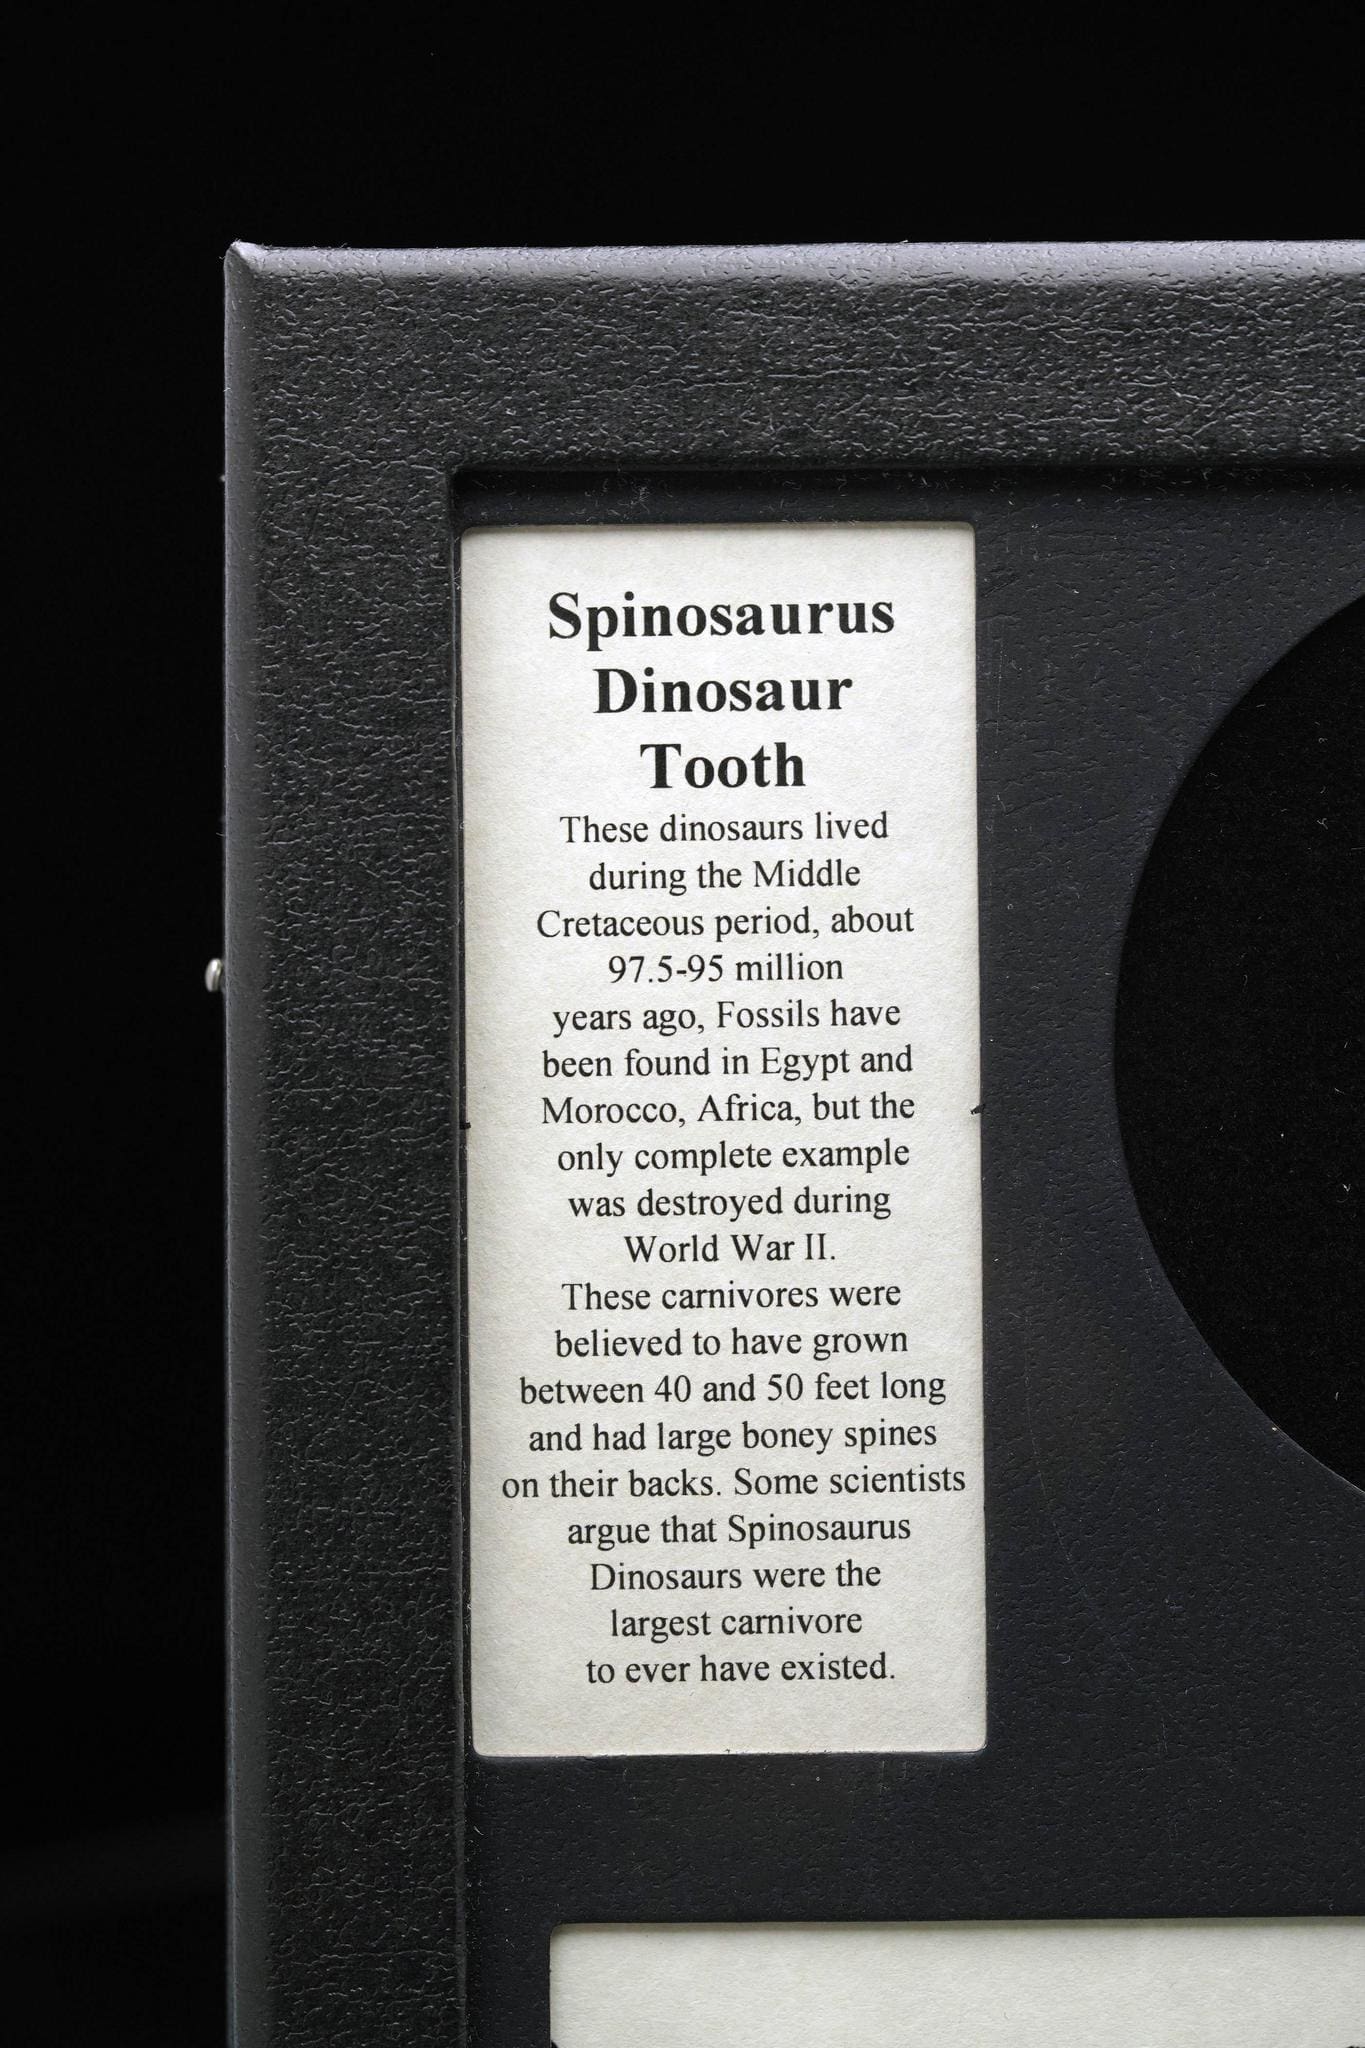 Spinosaurus
Dinosaur
Tooth
These dinosaurs lived
during the Middle
Cretaceous period, about
97.5-95 million
years ago, Fossils have
been found in Egypt and
Morocco, Africa, but the
only complete example
was destroyed during
World War II.
These carnivores were
believed to have grown
between 40 and 50 feet long
and had large boney spines
on their backs. Some scientists
argue that Spinosaurus
Dinosaurs were the
largest carnivore
to ever have existed.